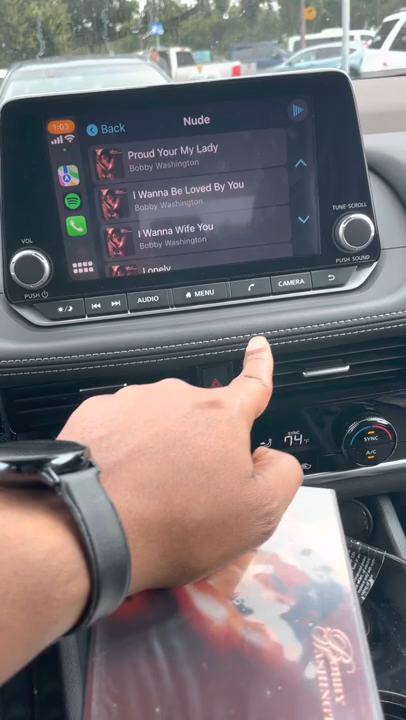 1:03
Back
Nude
Proud Your My Lady
Bobby Washington
I Wanna Be Loved By You
Bobby Washington
I Wanna Wife You
Bobby Washington
Lonely
VOL
PUSH
TUNE·SCROLL
PUSH SOUND
AUDIO
MENU
CAMERA
SYNC
74°F
SYNC
A/C
WASHINGTON